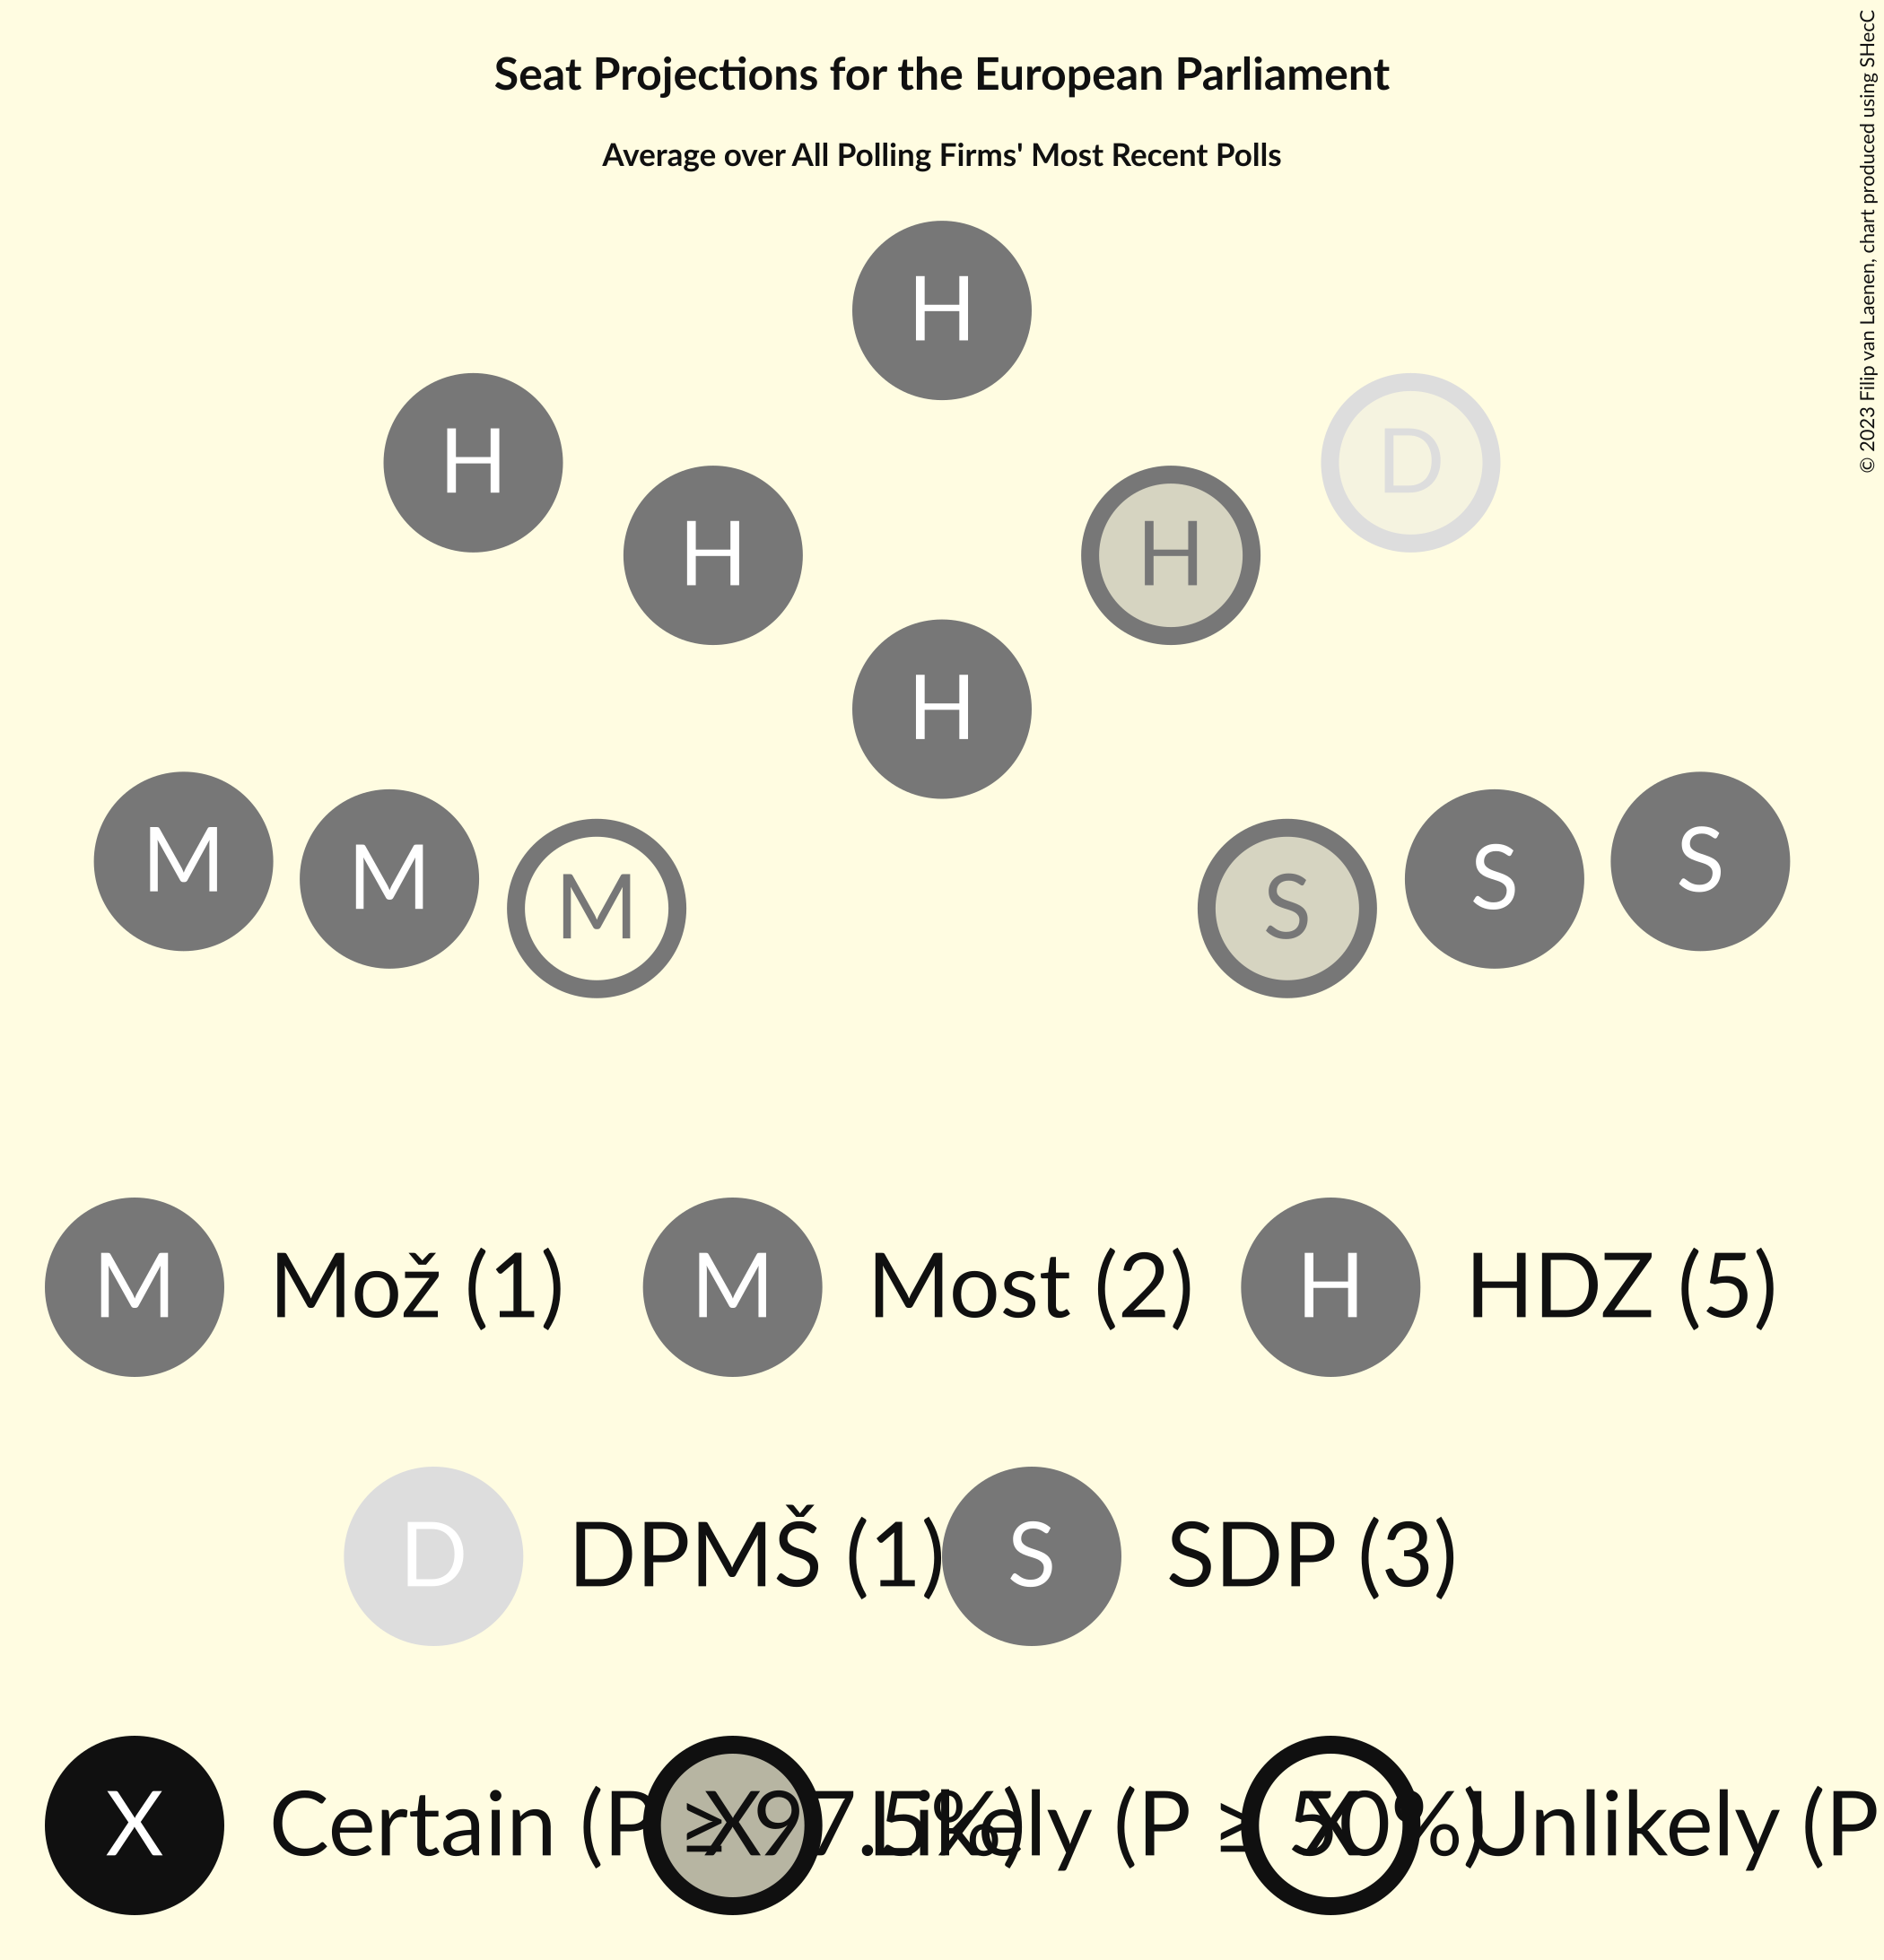 Seat Projections for the European Parliament
Average over All Polling Firms' Most Recent Polls
© 2023 Filip van Laenen, chart produced using SHecC
H
H
D
H
H
H
M
S
M
S
M
S
M Mož (1) M Most (2) H HDZ (5)
D DPMŠ (1) S SDP (3)
X Certain (P ≥ 97.5%) X Likely (P ≥ 50%) X Unlikely (P